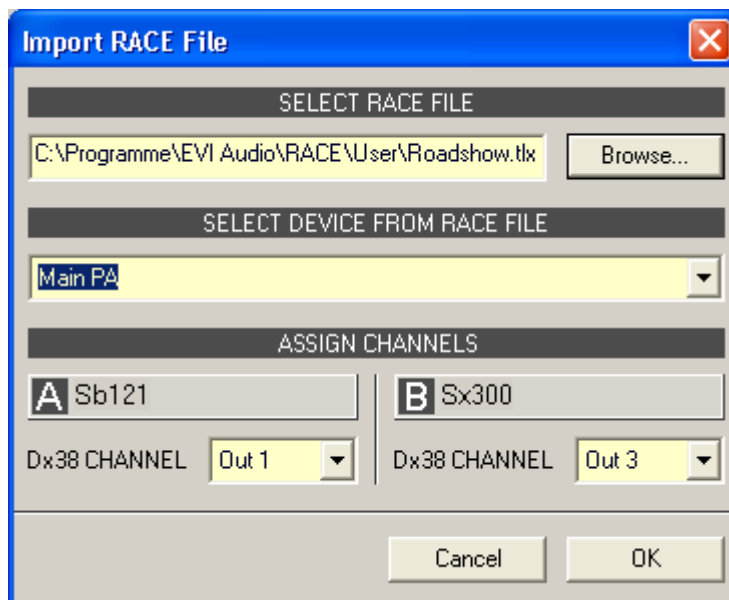 Import RACE File
SELECT RACE FILE
C:\Programme\EVI Audio\RACE\User\Roadshow.tlx Browse...
SELECT DEVICE FROM RACE FILE
Main PA
ASSIGN CHANNELS
A Sb121 B Sx300
Dx38 CHANNEL Out 1 Dx38 CHANNEL Out 3
Cancel OK